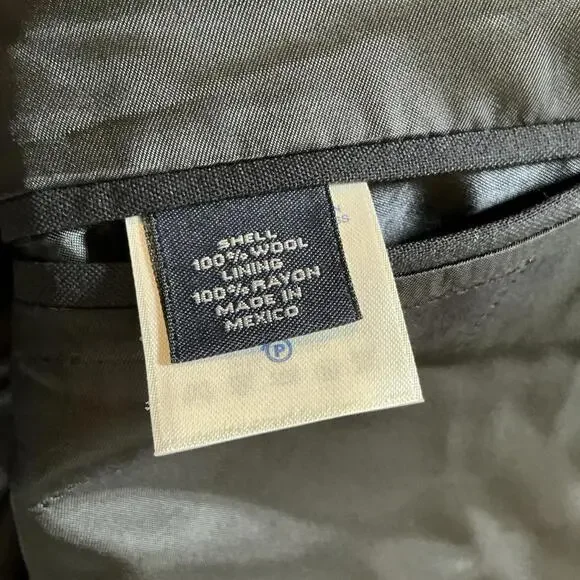 SHELL
100% WOOL
LINING
100% RAYON
MADE IN
MEXICO
P